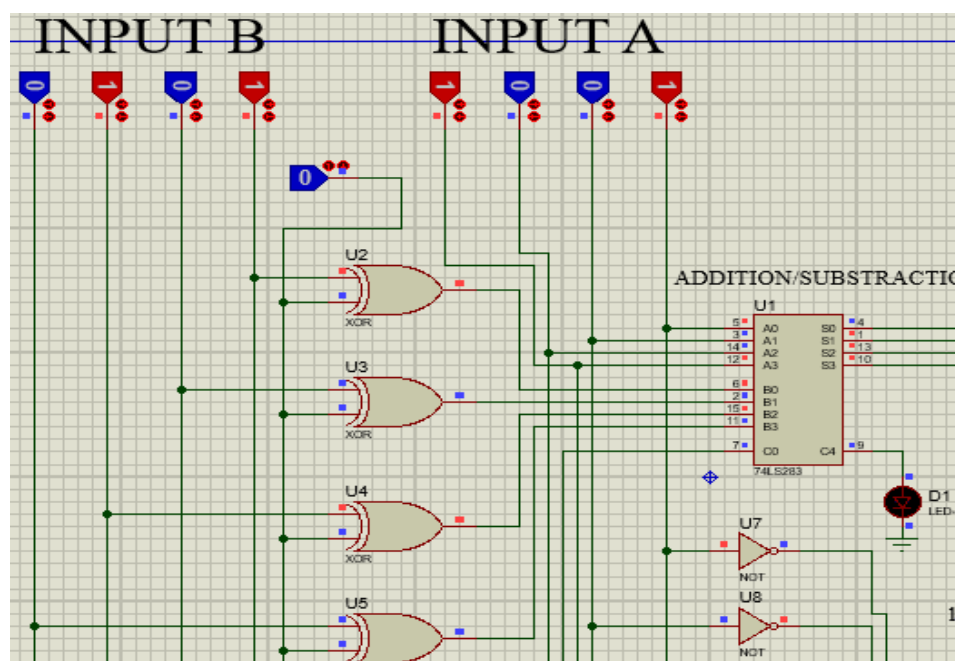 INPUT B INPUT A
0 1 0 1 1 0 0 1
0
U2
XOR
ADDITION/SUBSTRACTIO
U1
5 A0 S0 4
3 A1 S1 1
14 A2 S2 13
12 A3 S3 10
6 B0
2 B1
15 B2
11 B3
7 C0 C4 9
74LS283
U3
XOR
U4
XOR
D1
LED-
U7
NOT
U5
U8
NOT
1